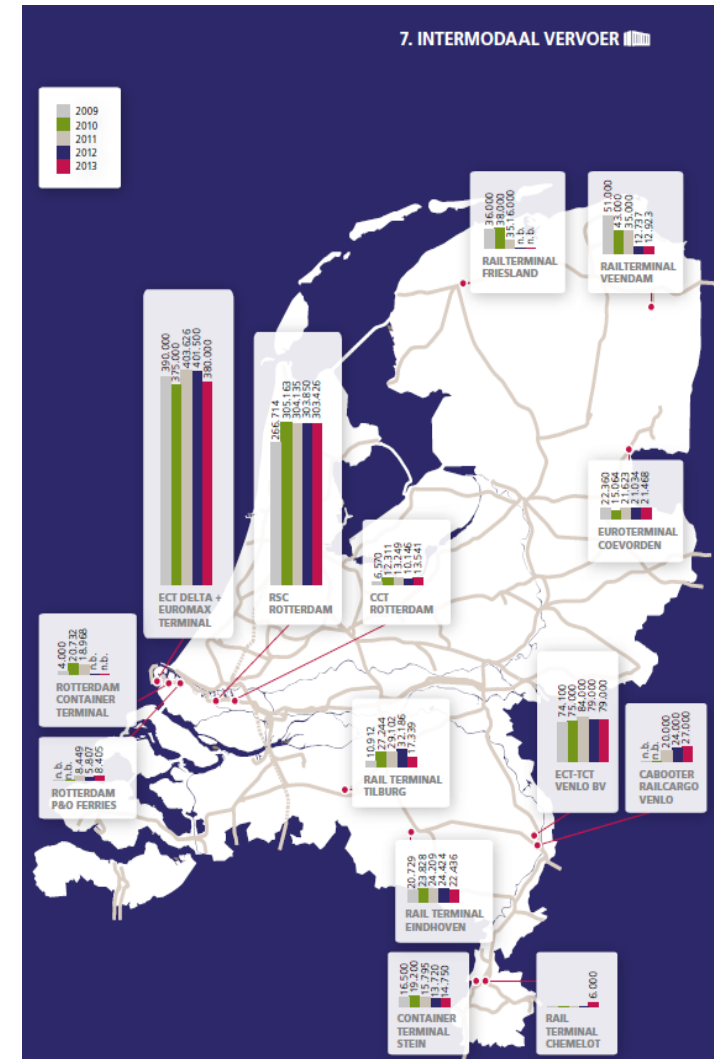 7. INTERMODAAL VERVOER
2009
2010
2011
2012
2013
36.000
38.000
35.16.000
n.b.
n.b.
RAILTERMINAL
FRIESLAND
51.000
43.000
35.000
12.737
12.923
RAILTERMINAL
VEENDAM
390.000
375.000
403.626
401.500
380.000
ECT DELTA +
EUROMAX
TERMINAL
266.714
305.163
304.135
303.850
303.426
RSC
ROTTERDAM
6.570
12.311
13.249
10.146
13.541
CCT
ROTTERDAM
22.360
15.064
21.623
21.034
21.468
EUROTERMINAL
COEVORDEN
4.000
20.732
18.968
n.b.
n.b.
ROTTERDAM
CONTAINER
TERMINAL
n.b.
n.b.
8.449
5.807
8.405
ROTTERDAM
P&O FERRIES
10.912
27.244
29.102
32.186
17.339
RAIL TERMINAL
TILBURG
74.100
75.000
84.000
79.000
79.000
ECT-TCT
VENLO BV
n.b.
n.b.
20.000
24.000
27.000
CABOOTER
RAILCARGO
VENLO
20.729
23.828
24.209
24.424
22.436
RAIL TERMINAL
EINDHOVEN
16.500
19.200
15.795
13.720
14.750
CONTAINER
TERMINAL
STEIN
6.000
RAIL
TERMINAL
CHEMELOT